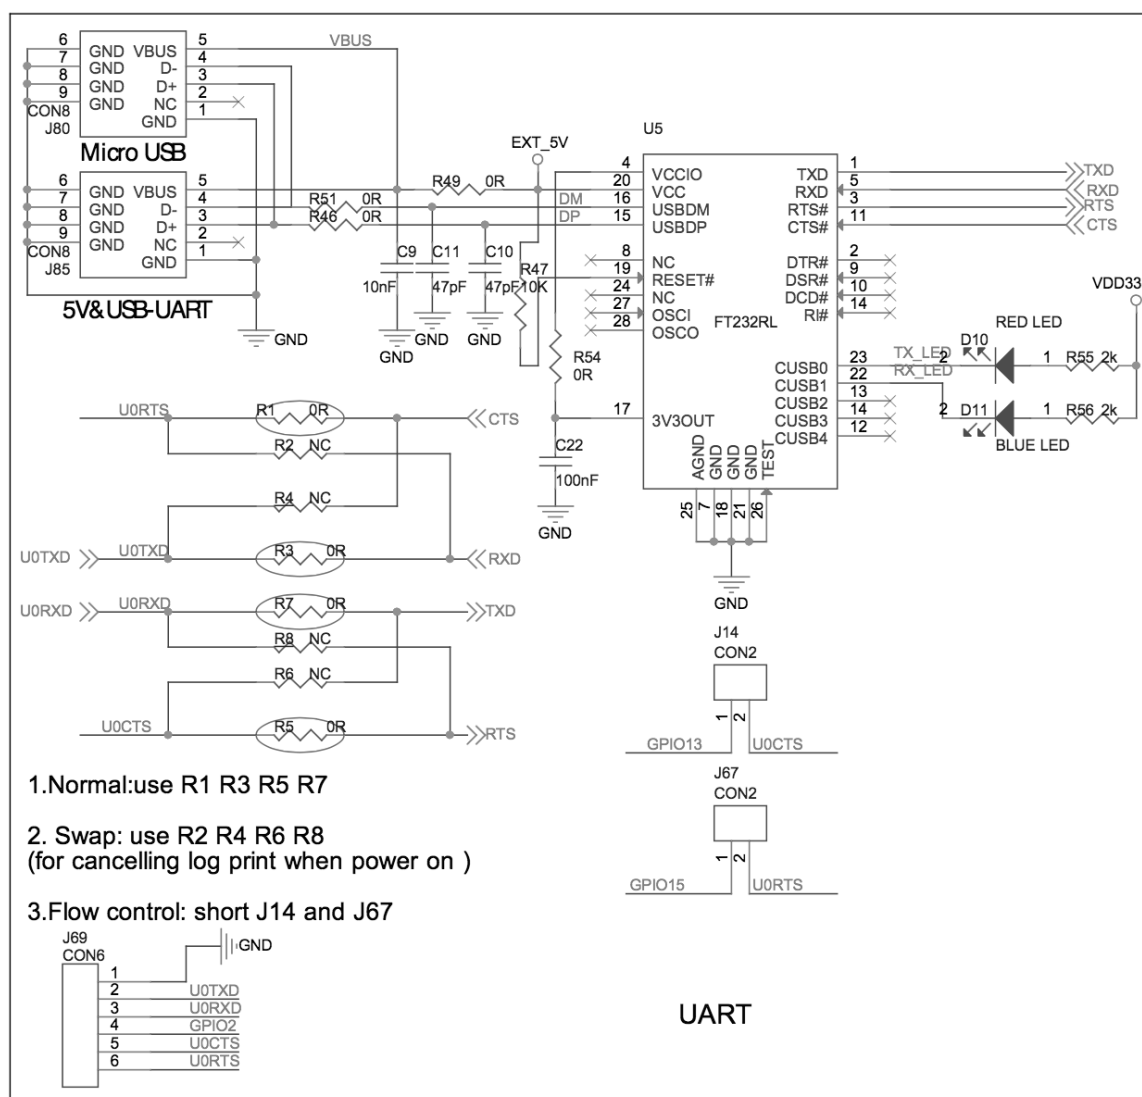 6 GND VBUS 5 VBUS
7 GND D- 4
8 GND D+ 3
9 GND NC 2
CON8 GND 1
J80
Micro USB
6 GND VBUS 5
7 GND D- 4
8 GND D+ 3
9 GND NC 2
CON8 GND 1
J85
5V&USB-UART
GND
R49 0R
R51 0R
R46 0R
EXT_5V
DM
DP
C9
10nF
C11
47pF
C10
47pF
R47
10K
GND
GND
GND
R54
0R
C22
100nF
GND
U5
4 VCCIO TXD 1 TXD
20 VCC RXD 5 RXD
16 USBDM RTS# 3 RTS
15 USBDP CTS# 11 CTS
8 NC DTR# 2
19 RESET# DSR# 9
24 NC DCD# 10
27 OSCI RI# 14
28 OSCO
FT232RL
CUSB0 23 TX_LED
CUSB1 22 RX_LED
CUSB2 13
CUSB3 14
CUSB4 12
17 3V3OUT
AGND GND GND GND TEST
25 7 18 21 26
GND
VDD33
RED LED
2 D10 1 R55 2k
2 D11 1 R56 2k
BLUE LED
U0RTS R1 0R CTS
R2 NC
R4 NC
U0TXD U0TXD R3 0R RXD
U0RXD U0RXD R7 0R TXD
R8 NC
R6 NC
U0CTS R5 0R RTS
J14
CON2
1 2
GPIO13 U0CTS
J67
CON2
1 2
GPIO15 U0RTS
1.Normal:use R1 R3 R5 R7
2. Swap: use R2 R4 R6 R8
(for cancelling log print when power on )
3.Flow control: short J14 and J67
J69
CON6
GND
1
2 U0TXD
3 U0RXD
4 GPIO2
5 U0CTS
6 U0RTS
UART